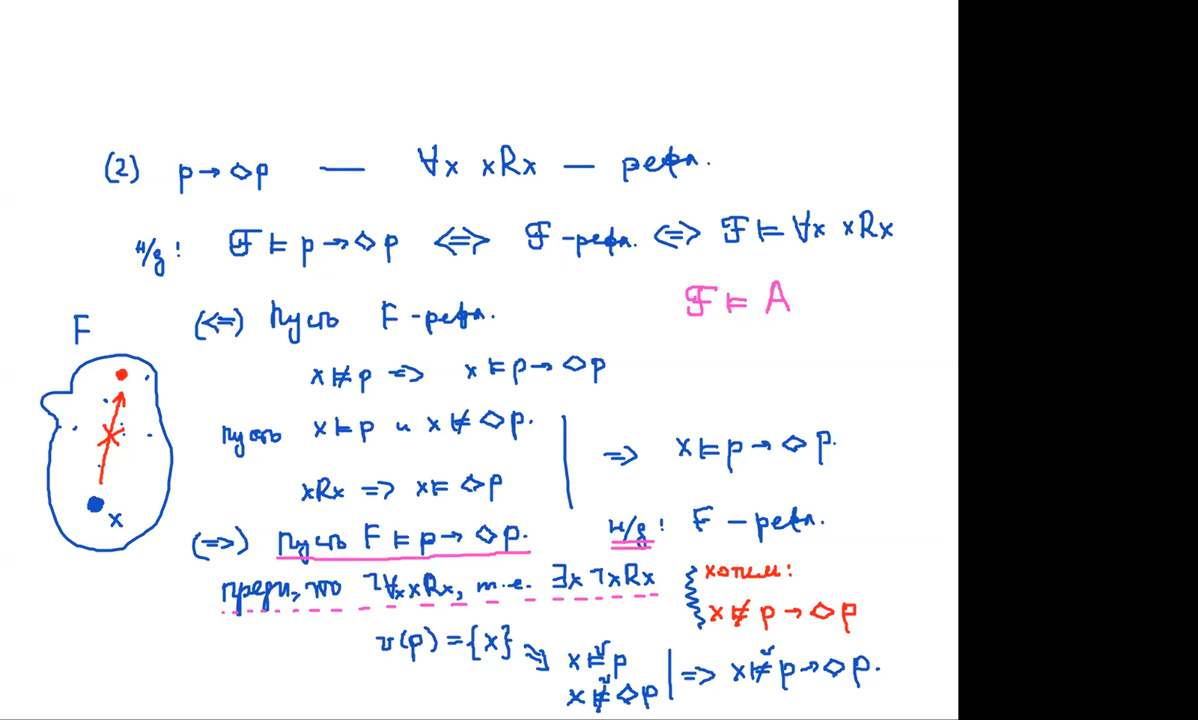 (2) p → ◇p — ∀x xRx — рефл.
н/д! 𝔽 ⊨ p → ◇p ⟺ 𝔽 - рефл. ⟺ 𝔽 ⊨ ∀x xRx
𝔽 ⊨ A
(<=) Пусть F - рефл.
F
x ⊭ p => x ⊨ p → ◇p
Пусть x ⊨ p и x ⊭ ◇p.
xRx => x ⊨ ◇p
=> x ⊨ p → ◇p.
x
(=>) Пусть F ⊨ p → ◇p. н/д! F - рефл.
предп, что ¬∀x xRx, т.е. ∃x ¬xRx
хотим:
x ⊭ p → ◇p
v(p) = {x} => x ⊨ᵛ p
x ⊭ᵛ ◇p
=> x ⊭ᵛ p → ◇p.